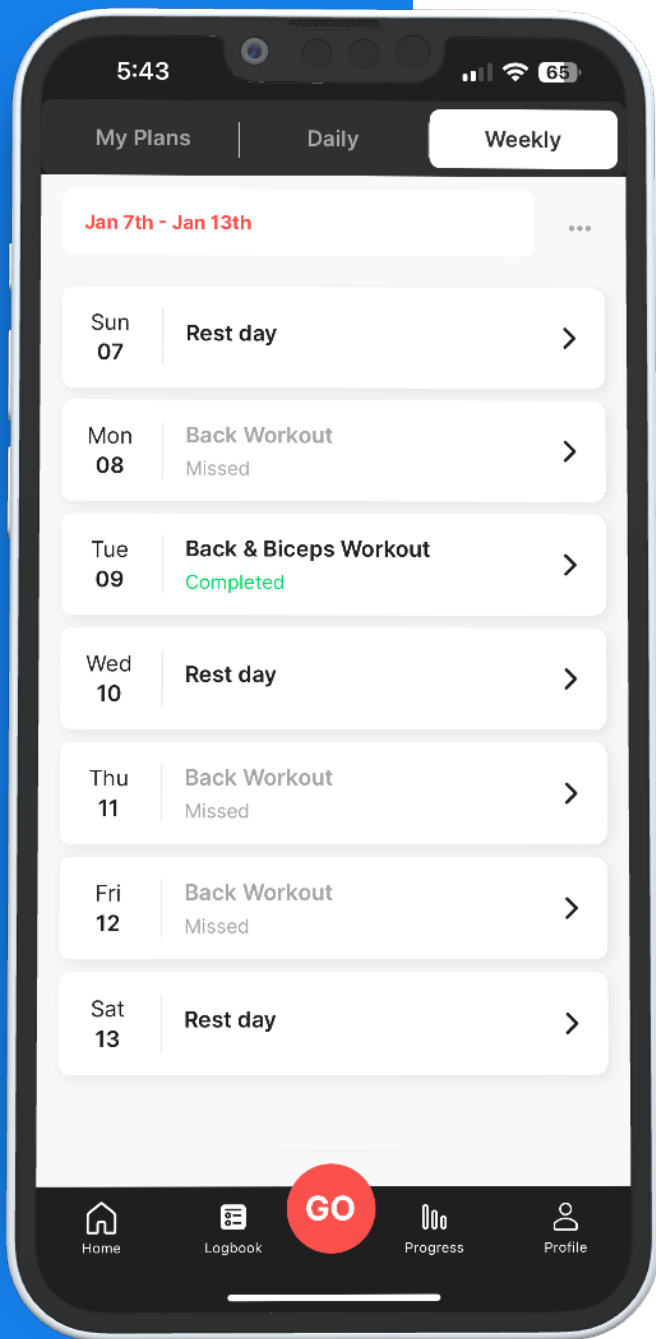 5:43
65
My Plans
Daily
Weekly
Jan 7th - Jan 13th
Sun
07
Rest day
Mon
08
Back Workout
Missed
Tue
09
Back & Biceps Workout
Completed
Wed
10
Rest day
Thu
11
Back Workout
Missed
Fri
12
Back Workout
Missed
Sat
13
Rest day
GO
Home
Logbook
Progress
Profile